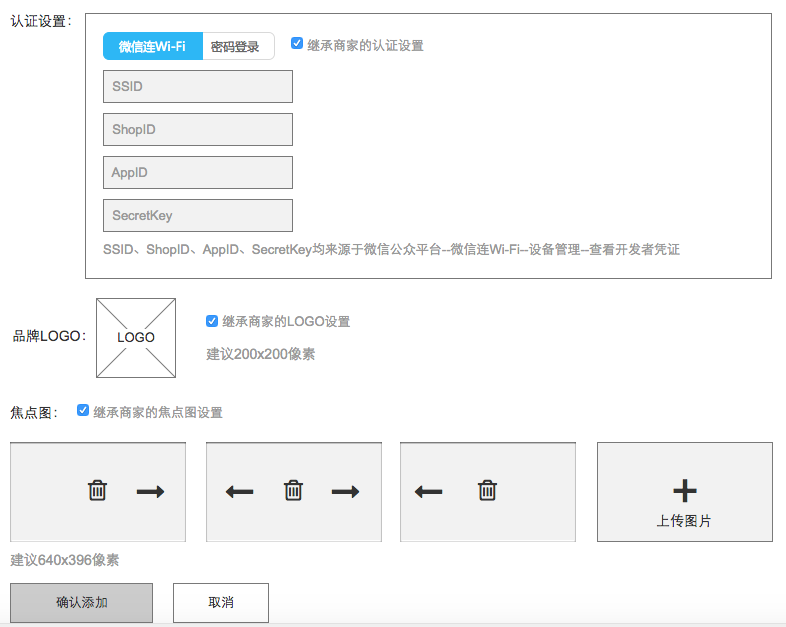 认证设置：
微信连Wi-Fi 密码登录 继承商家的认证设置
SSID
ShopID
AppID
SecretKey
SSID、ShopID、AppID、SecretKey均来源于微信公众平台--微信连Wi-Fi--设备管理--查看开发者凭证
品牌LOGO： LOGO 继承商家的LOGO设置
建议200x200像素
焦点图： 继承商家的焦点图设置
上传图片
建议640x396像素
确认添加 取消